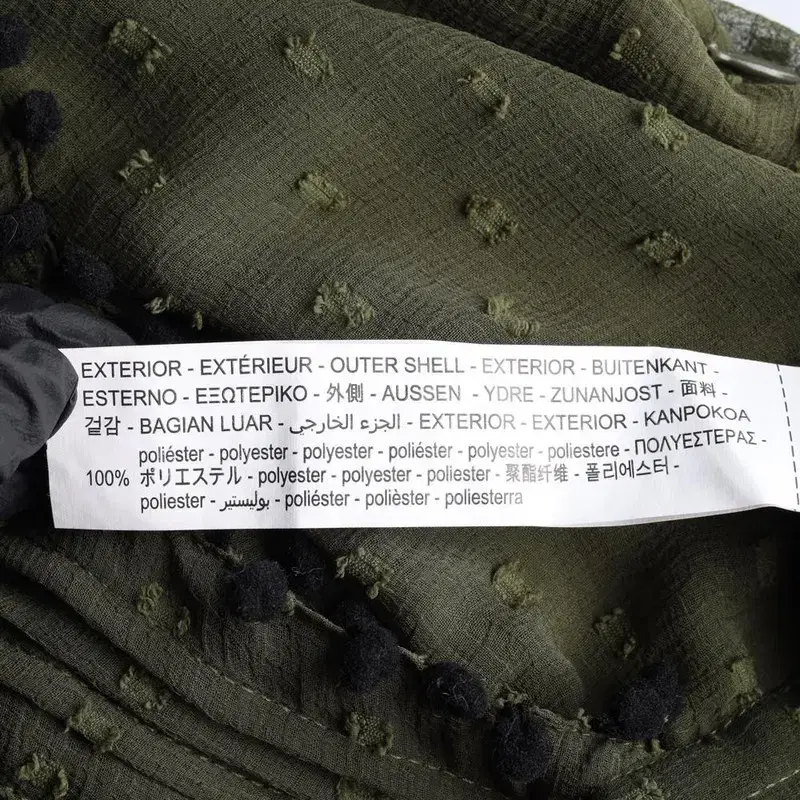 EXTERIOR - EXTÉRIEUR - OUTER SHELL - EXTERIOR - BUITENKANT -
ESTERNO - ΕΞΩΤΕΡΙΚΟ - 外側 - AUSSEN - YDRE - ZUNANJOST - 面料 -
겉감 - BAGIAN LUAR - الجزء الخارجي - EXTERIOR - EXTERIOR - KANPOKOA
poliéster - polyester - polyester - poliéster - polyester - poliestere - ΠΟΛΥΕΣΤΕΡΑΣ -
100% ポリエステル - polyester - polyester - poliester - 聚酯纤维 - 폴리에스터 -
poliester - بوليستير - poliéster - polièster - poliesterra